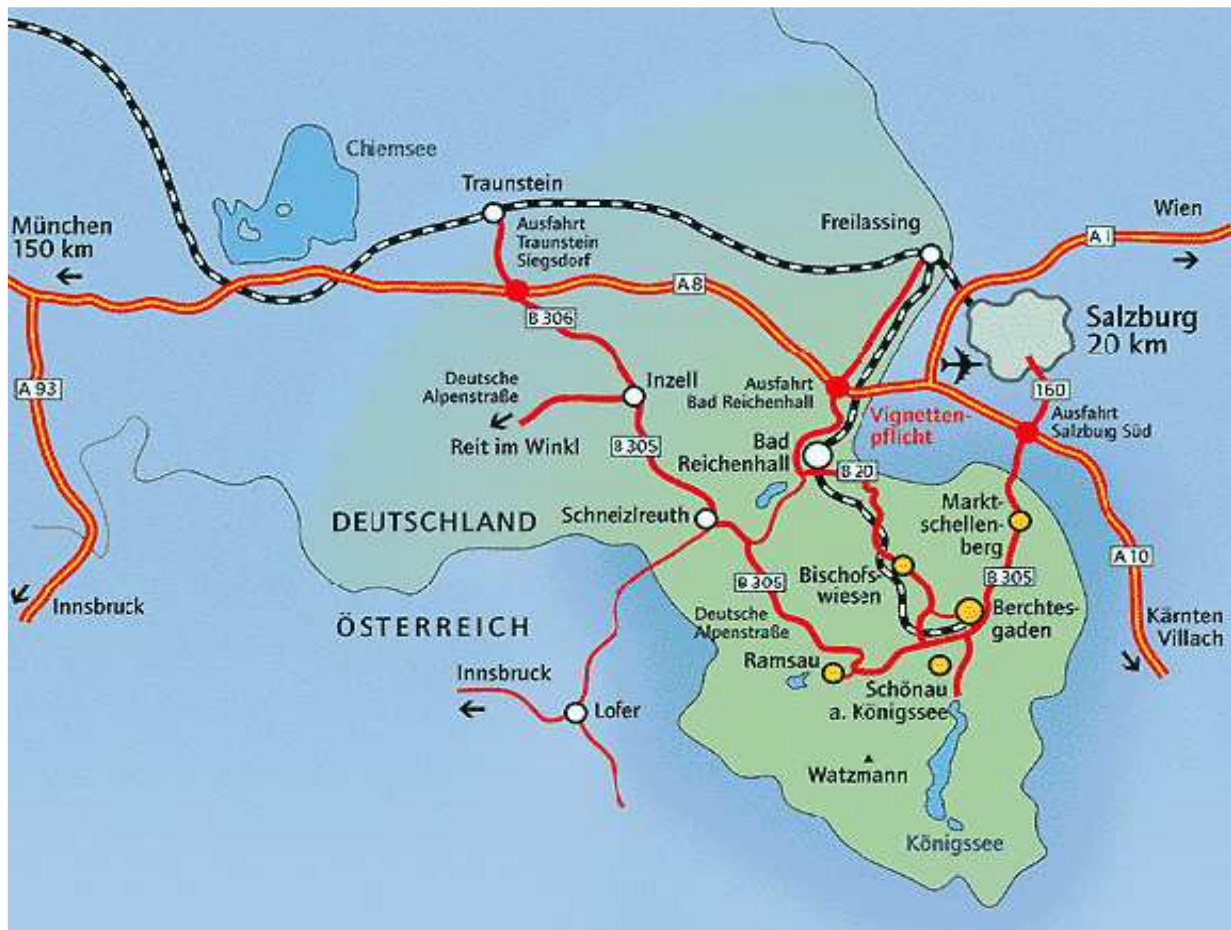 Chiemsee
Traunstein
München
150 km
Ausfahrt
Traunstein
Siegsdorf
Freilassing
Wien
A 1
A 8
B 306
Salzburg
20 km
A 93
Deutsche
Alpenstraße
Inzell
Ausfahrt
Bad Reichenhall
160
Vignetten-
pflicht
Ausfahrt
Salzburg Süd
Reit im Winkl
B 305
Bad
Reichenhall
B 20
Markt-
schellen-
berg
DEUTSCHLAND
Schneizlreuth
A 10
Bischofs-
wiesen
B 305
B 305
Innsbruck
ÖSTERREICH
Deutsche
Alpenstraße
Berchtes-
gaden
Kärnten
Villach
Innsbruck
Ramsau
Schönau
a. Königssee
Lofer
Watzmann
Königssee